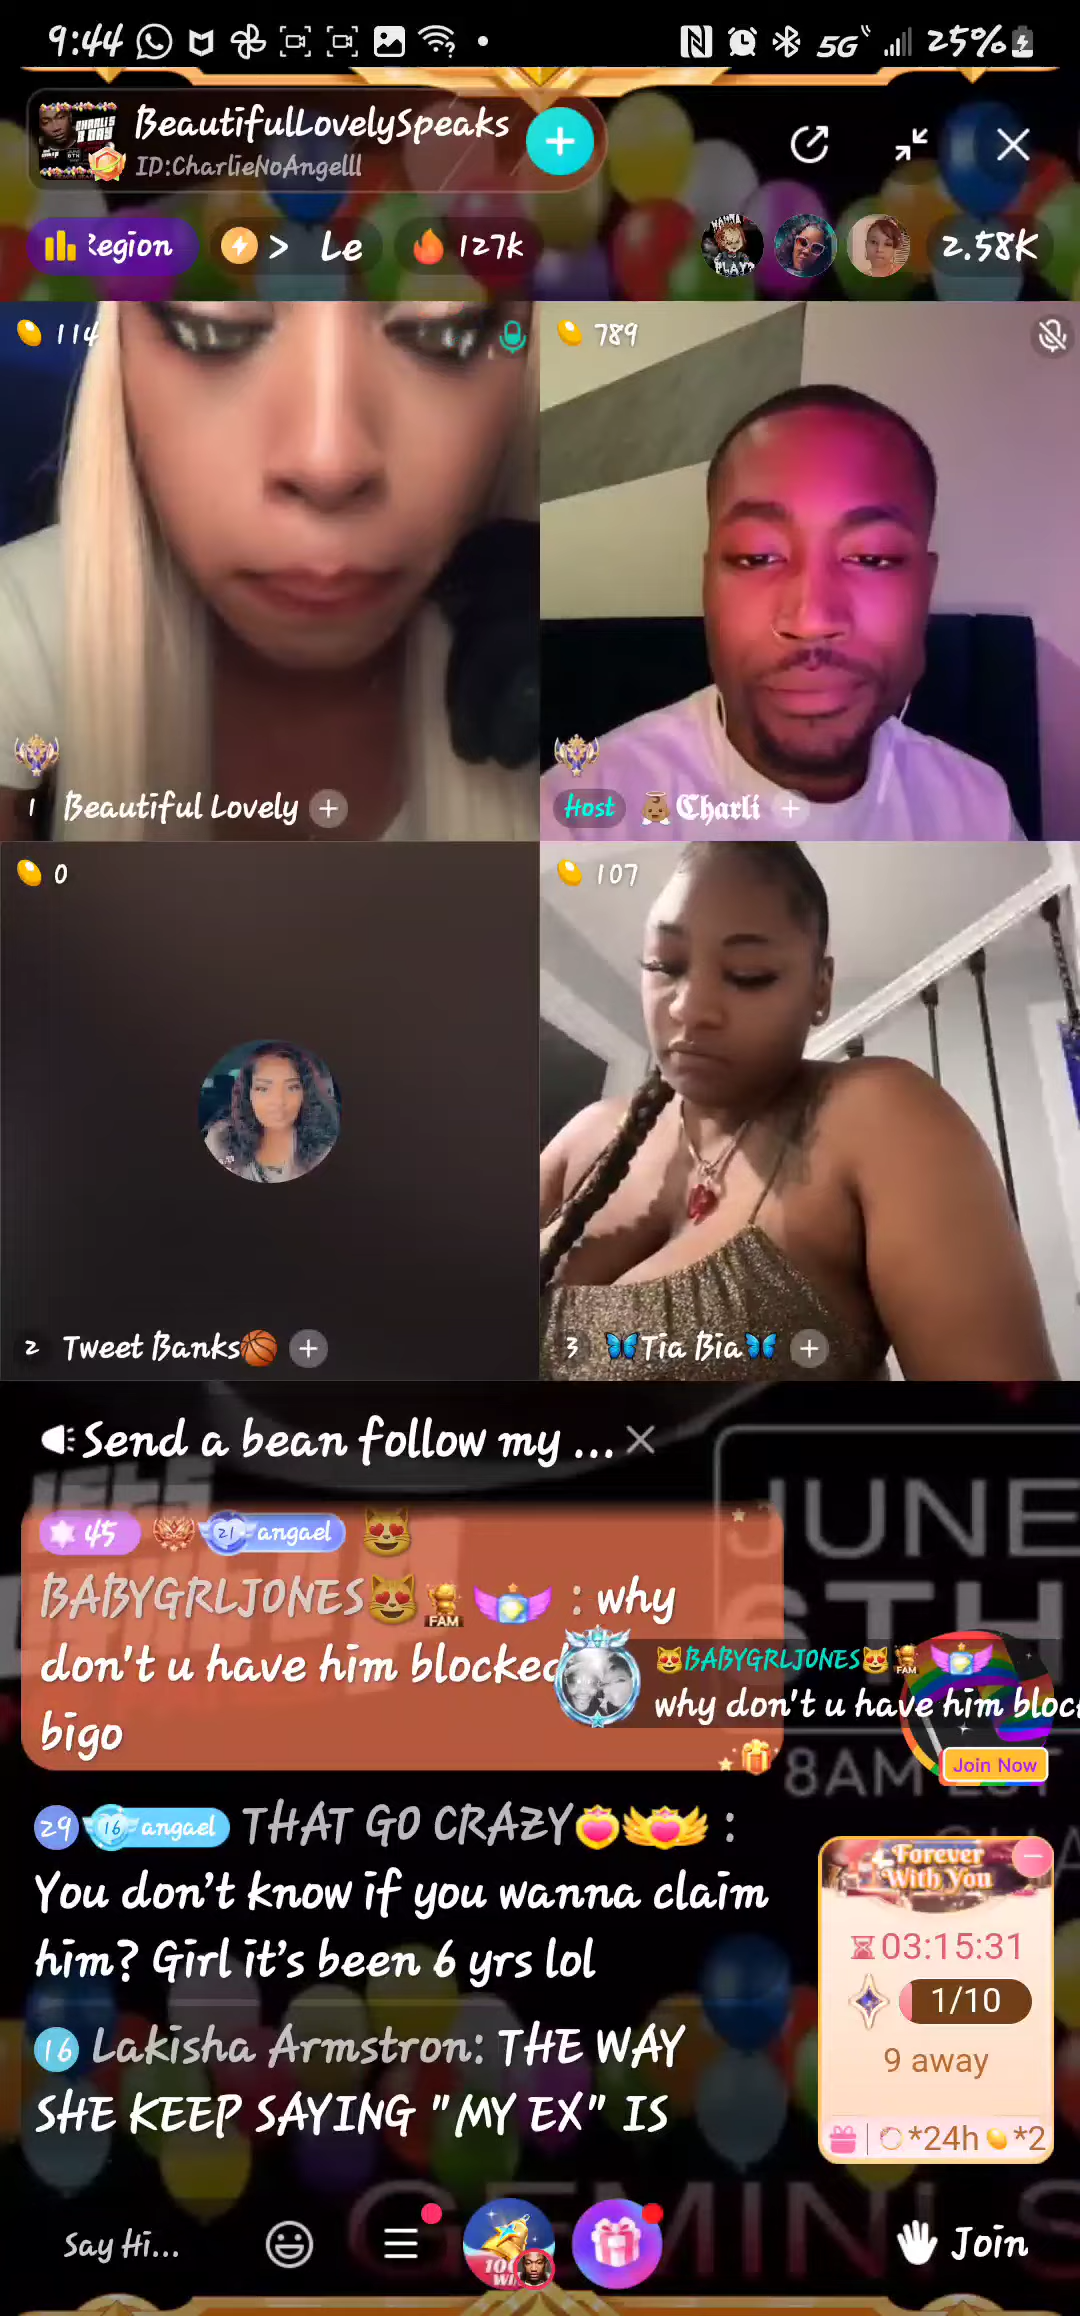 9:44
5G
25%
BeautifulLovelySpeaks
ID:CharlieNoAngelll
Region
> Le
127k
2.58K
114
789
1 Beautiful Lovely +
Host Charli +
0
107
2 Tweet Banks +
3 Tia Bia +
Send a bean follow my ...
45 21 angael
BABYGRLJONES FAM : why
don't u have him blocked
bigo
BABYGRLJONES FAM
why don't u have him bloc
JUNE
6TH
8AM EST
Join Now
29 16 angael THAT GO CRAZY :
You don't know if you wanna claim
him? Girl it's been 6 yrs lol
16 Lakisha Armstron: THE WAY
SHE KEEP SAYING "MY EX" IS
Forever
With You
03:15:31
1/10
9 away
*24h *2
GEMINI S
Say Hi...
Join